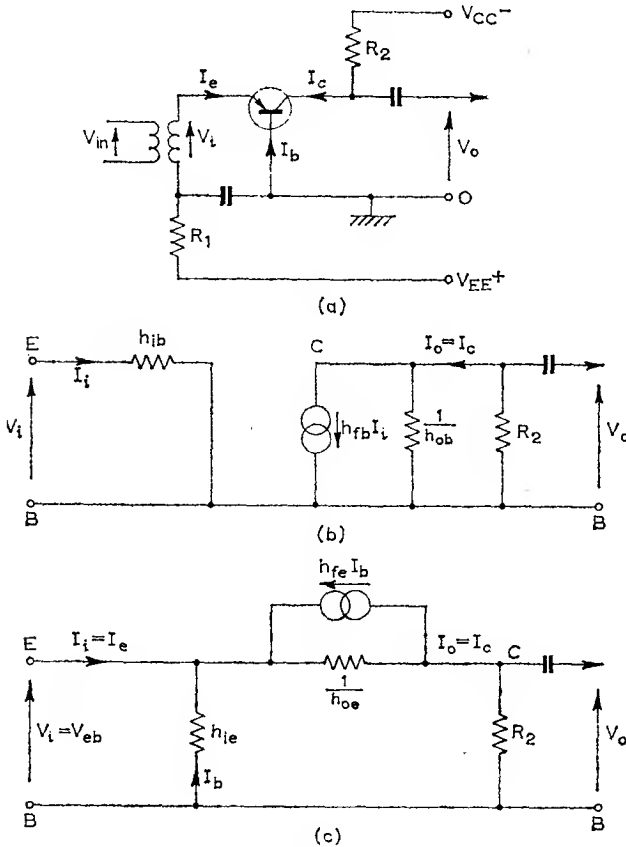 V_CC-
R_2
I_e
I_c
V_in
V_i
I_b
V_o
R_1
V_EE+
(a)
h_ib
E
C
I_o=I_c
I_i
V_i
h_fb I_i
1/h_ob
R_2
V_o
B
B
(b)
h_fe I_b
E
I_i=I_e
I_o=I_c
C
1/h_oe
V_i=V_eb
h_ie
R_2
V_o
I_b
B
B
(c)